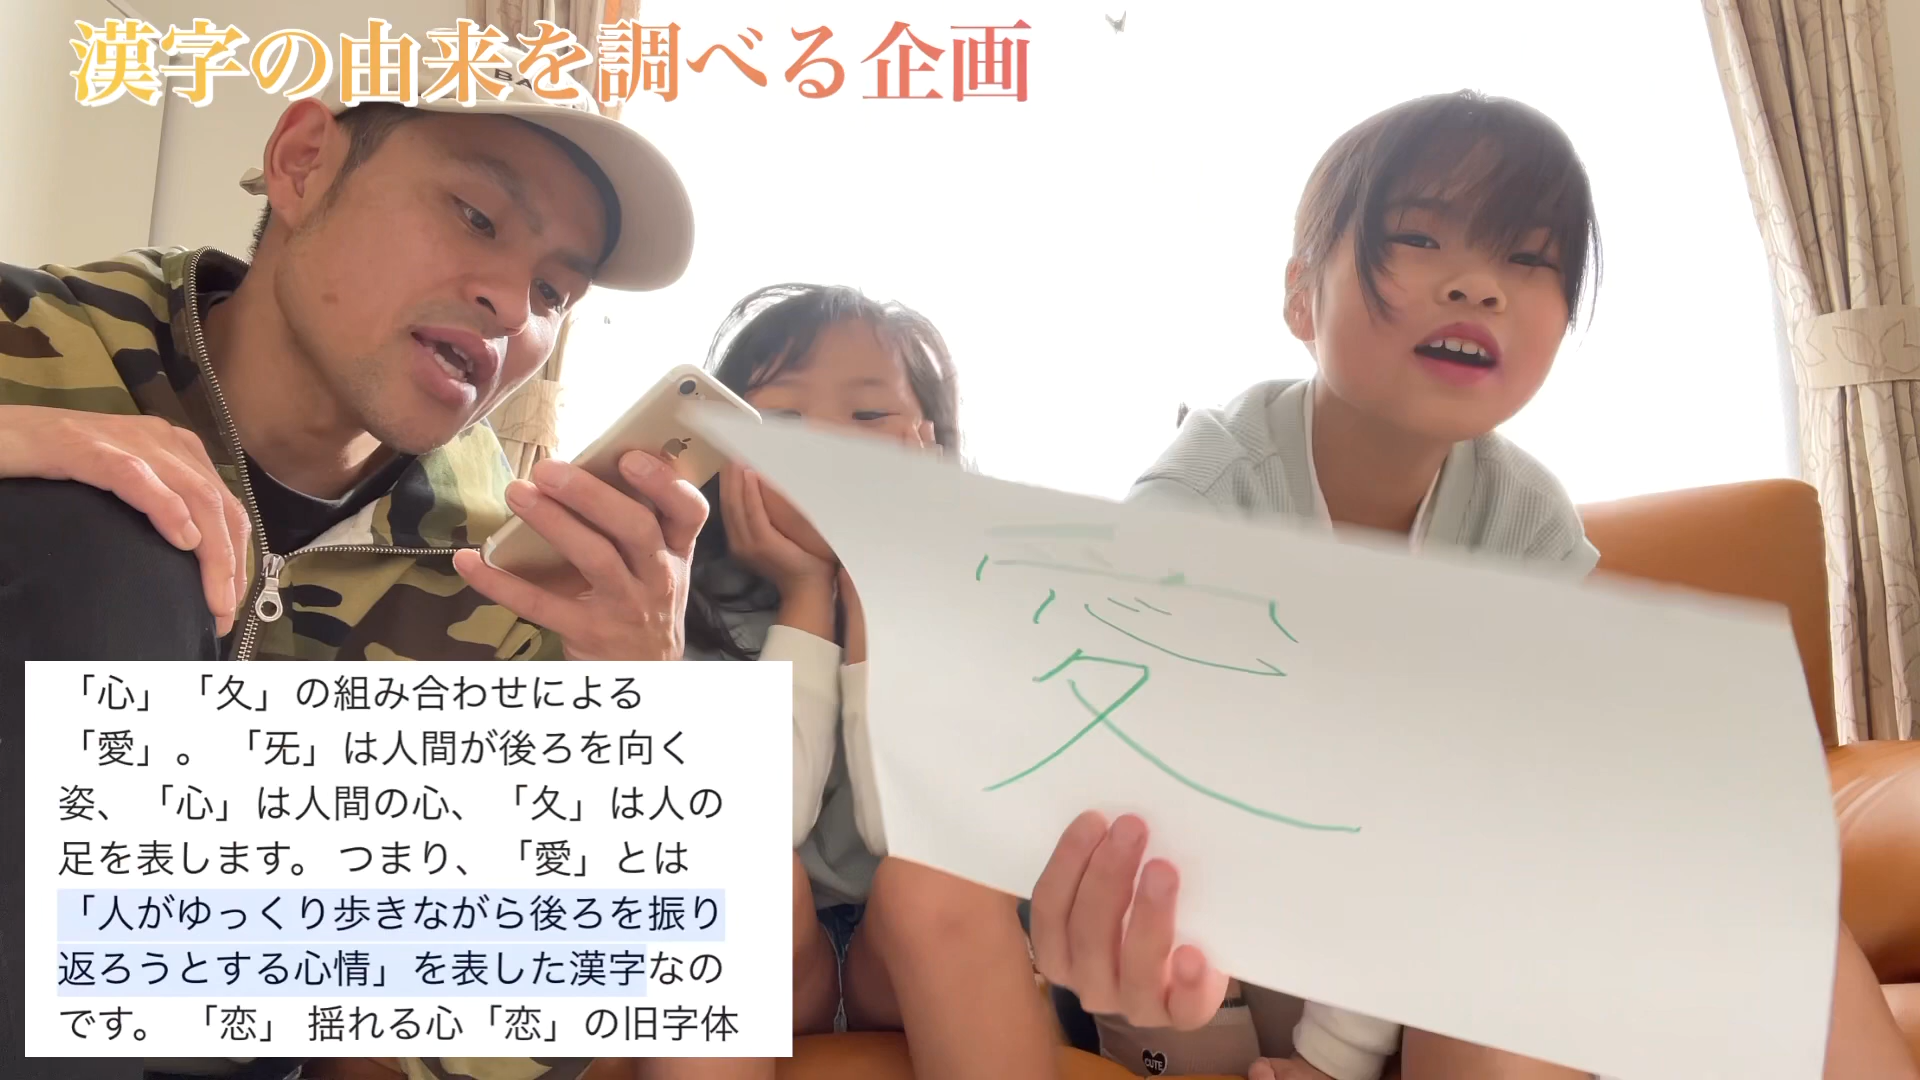 漢字の由来を調べる企画
BA
愛
「心」「夂」の組み合わせによる
「愛」。「旡」は人間が後ろを向く
姿、「心」は人間の心、「夂」は人の
足を表します。つまり、「愛」とは
「人がゆっくり歩きながら後ろを振り
返ろうとする心情」を表した漢字なの
です。「恋」 揺れる心「恋」の旧字体
CUTE